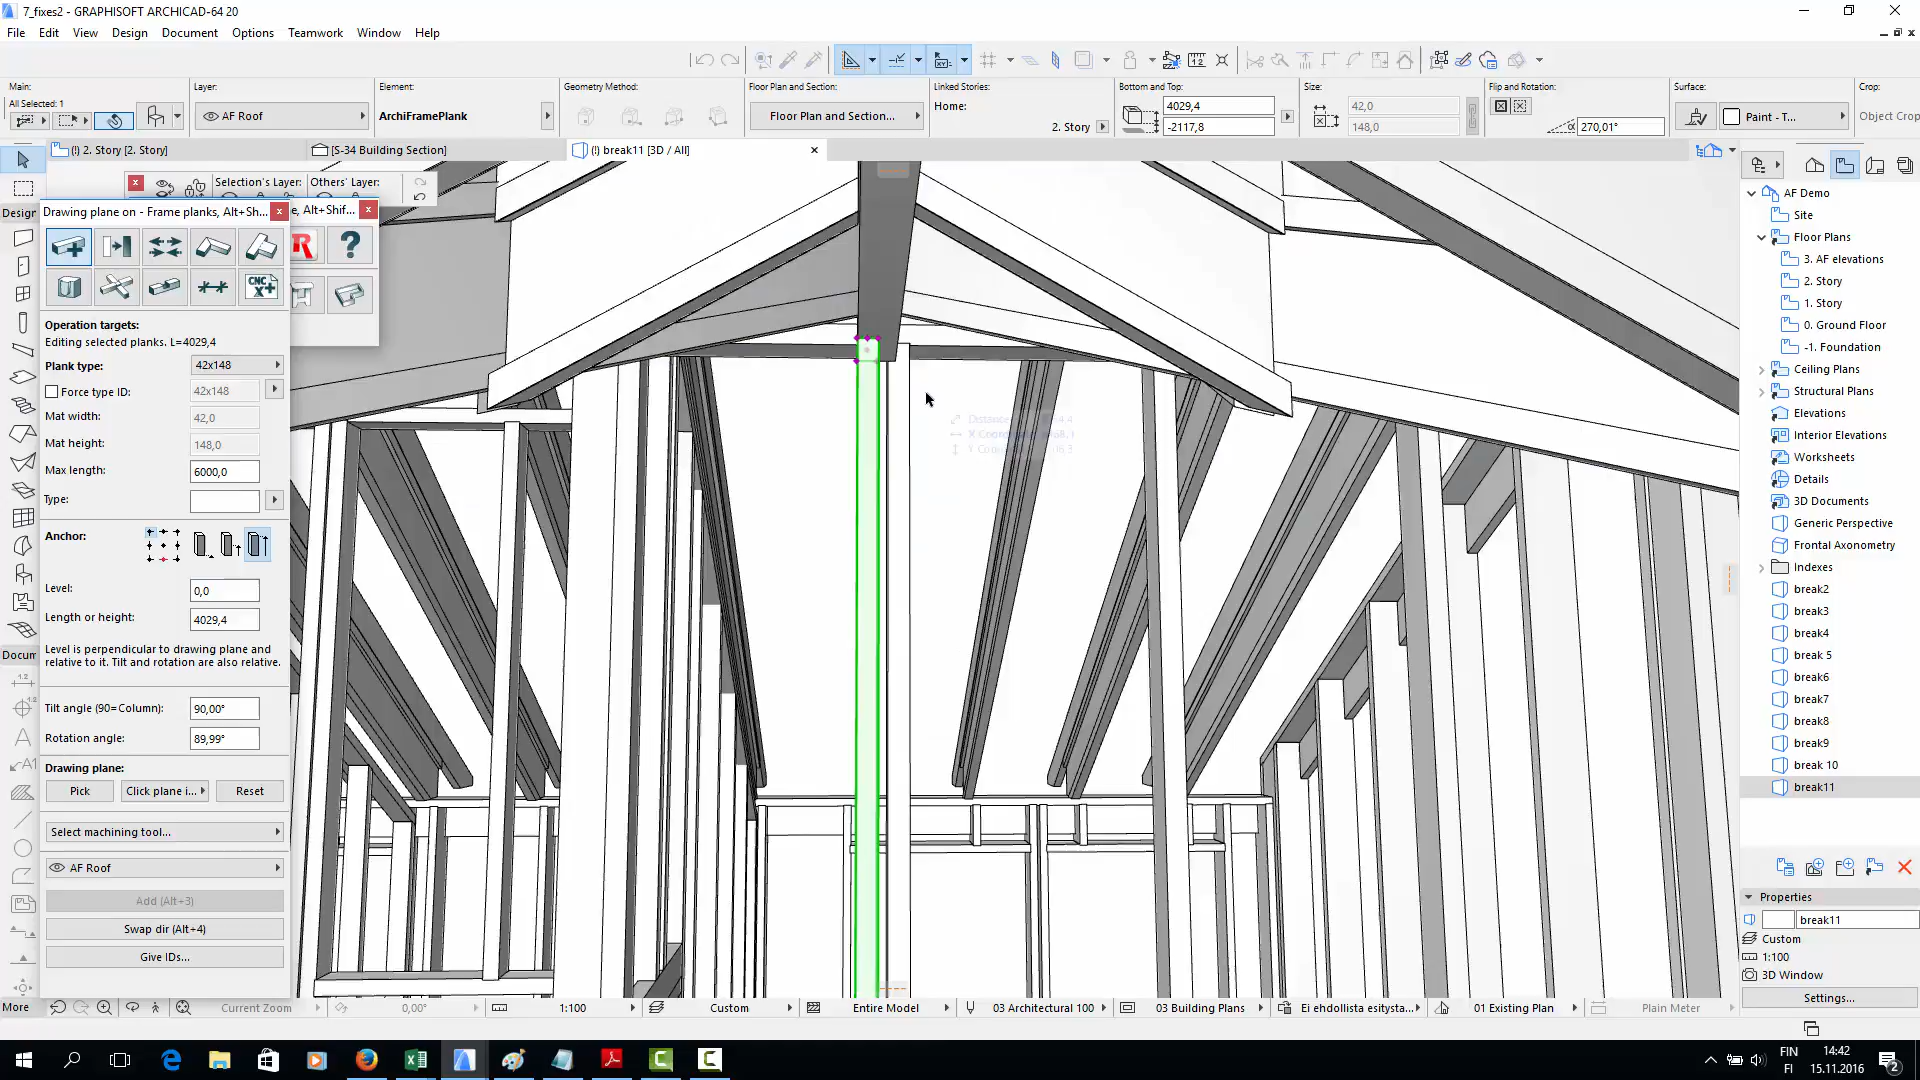 7_fixes2 - GRAPHISOFT ARCHICAD-64 20
File Edit View Design Document Options Teamwork Window Help
Main:
All Selected: 1
Layer:
AF Roof
Element:
ArchiFramePlank
Geometry Method:
Floor Plan and Section:
Floor Plan and Section...
Linked Stories:
Home:
2. Story
Bottom and Top:
4029,4
-2117,8
Size:
42,0
148,0
Flip and Rotation:
270,01°
Surface:
Paint - T...
Crop:
Object Crop
(!) 2. Story [2. Story]
[S-34 Building Section]
(!) break11 [3D / All]
Selection's Layer: Others' Layer:
Drawing plane on - Frame planks, Alt+Sh...
e, Alt+Shif...
Operation targets:
Editing selected planks. L=4029,4
Plank type: 42x148
Force type ID: 42x148
Mat width: 42,0
Mat height: 148,0
Max length: 6000,0
Type:
Anchor:
Level: 0,0
Length or height: 4029,4
Level is perpendicular to drawing plane and
relative to it. Tilt and rotation are also relative.
Tilt angle (90=Column): 90,00°
Rotation angle: 89,99°
Drawing plane:
Pick Click plane i... Reset
Select machining tool...
AF Roof
Add (Alt+3)
Swap dir (Alt+4)
Give IDs...
Design
Docum
More
AF Demo
Site
Floor Plans
3. AF elevations
2. Story
1. Story
0. Ground Floor
-1. Foundation
Ceiling Plans
Structural Plans
Elevations
Interior Elevations
Worksheets
Details
3D Documents
Generic Perspective
Frontal Axonometry
Indexes
break2
break3
break4
break 5
break6
break7
break8
break9
break 10
break11
Properties
break11
Custom
1:100
3D Window
Settings...
Current Zoom 0,00° 1:100 Custom Entire Model 03 Architectural 100 03 Building Plans Ei ehdollista esitysta... 01 Existing Plan Plain Meter
FIN
FI
14:42
15.11.2016
2